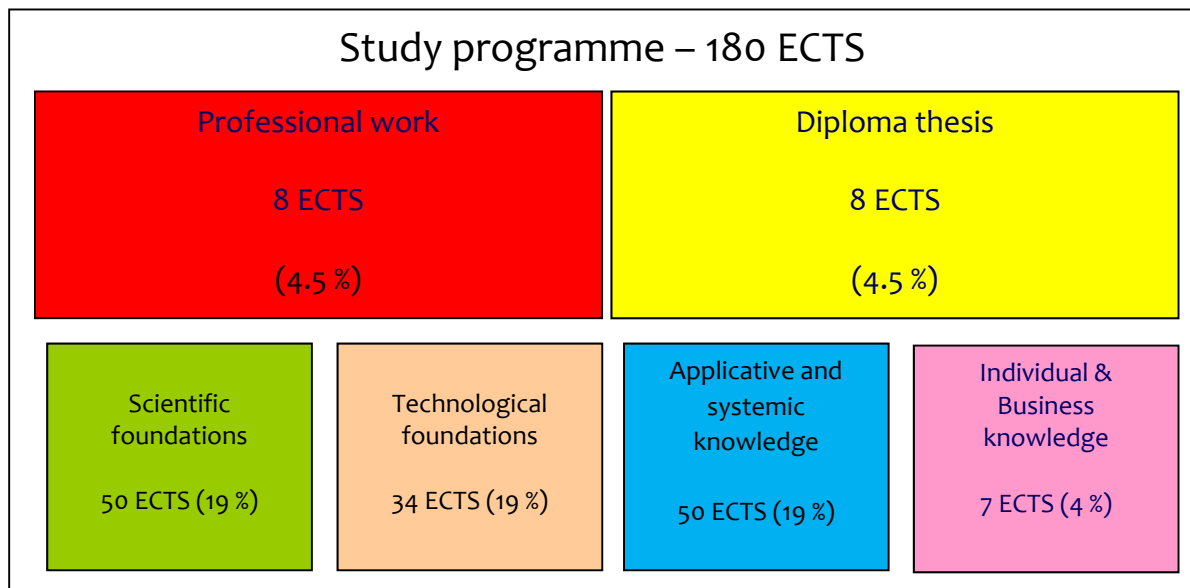 Study programme – 180 ECTS
Professional work
8 ECTS
(4.5 %)
Diploma thesis
8 ECTS
(4.5 %)
Scientific
foundations
50 ECTS (19 %)
Technological
foundations
34 ECTS (19 %)
Applicative and
systemic
knowledge
50 ECTS (19 %)
Individual &
Business
knowledge
7 ECTS (4 %)